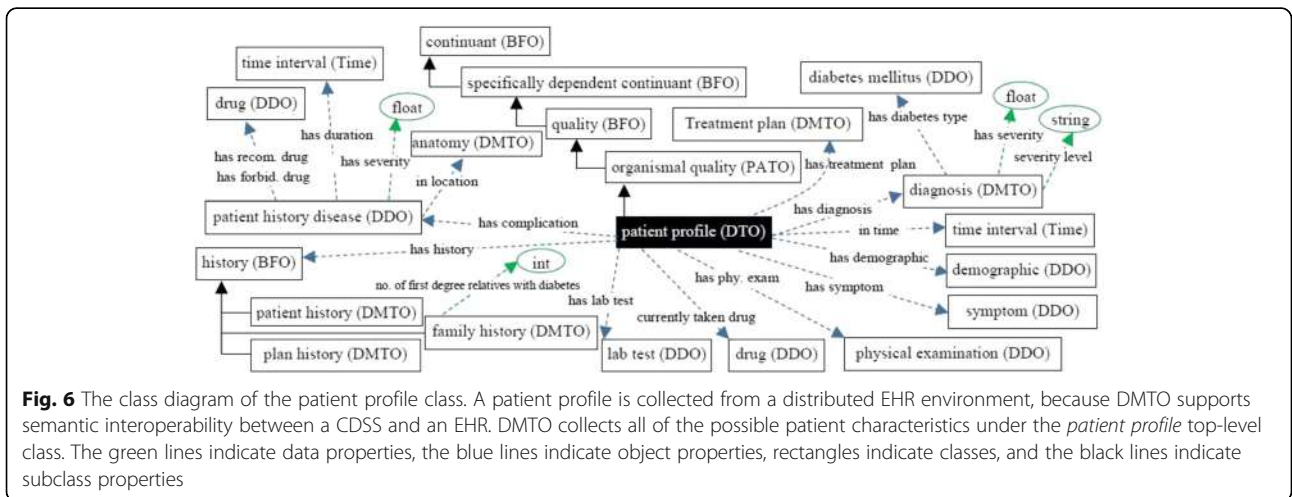 continuant (BFO)
time interval (Time)
specifically dependent continuant (BFO)
diabetes mellitus (DDO)
drug (DDO)
float
float
has duration
quality (BFO)
Treatment plan (DMTO)
has diabetes type
string
has severity
anatomy (DMTO)
has severity
has recom. drug
has forbid. drug
in location
organismal quality (PATO)
has treatment plan
severity level
diagnosis (DMTO)
patient history disease (DDO)
has complication
patient profile (DTO)
has diagnosis
in time
time interval (Time)
has history
history (BFO)
int
has demographic
demographic (DDO)
no. of first degree relatives with diabetes
has phy. exam
has symptom
has lab test
patient history (DMTO)
symptom (DDO)
currently taken drug
family history (DMTO)
plan history (DMTO)
lab test (DDO)
drug (DDO)
physical examination (DDO)
Fig. 6 The class diagram of the patient profile class. A patient profile is collected from a distributed EHR environment, because DMTO supports
semantic interoperability between a CDSS and an EHR. DMTO collects all of the possible patient characteristics under the patient profile top-level
class. The green lines indicate data properties, the blue lines indicate object properties, rectangles indicate classes, and the black lines indicate
subclass properties